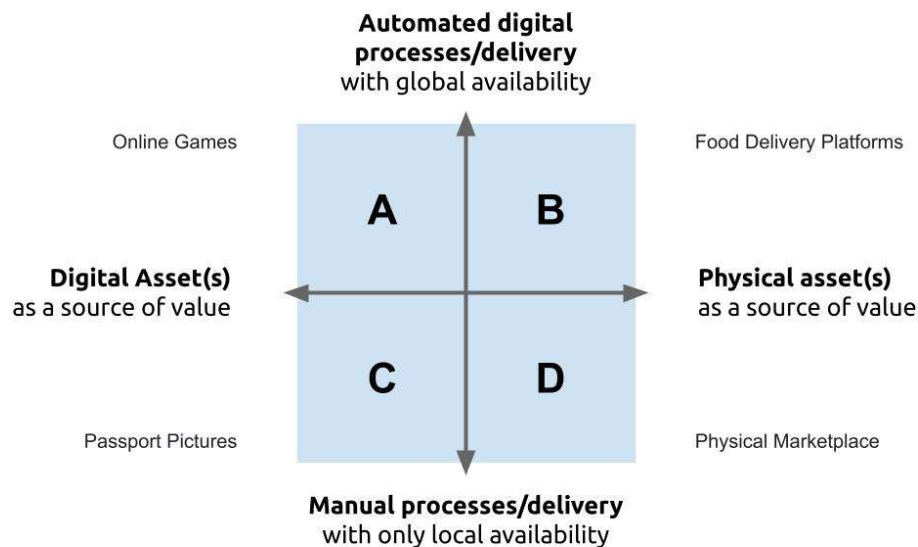 Automated digital
processes/delivery
with global availability
Online Games
Food Delivery Platforms
A
B
Digital Asset(s)
as a source of value
Physical asset(s)
as a source of value
C
D
Passport Pictures
Physical Marketplace
Manual processes/delivery
with only local availability